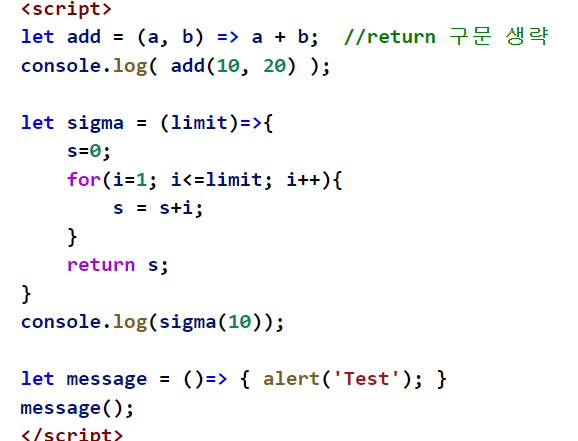 <script>
let add = (a, b) => a + b;  //return 구문 생략
console.log( add(10, 20) );
let sigma = (limit)=>{
    s=0;
    for(i=1; i<=limit; i++){
        s = s+i;
    }
    return s;
}
console.log(sigma(10));
let message = ()=> { alert('Test'); }
message();
</script>